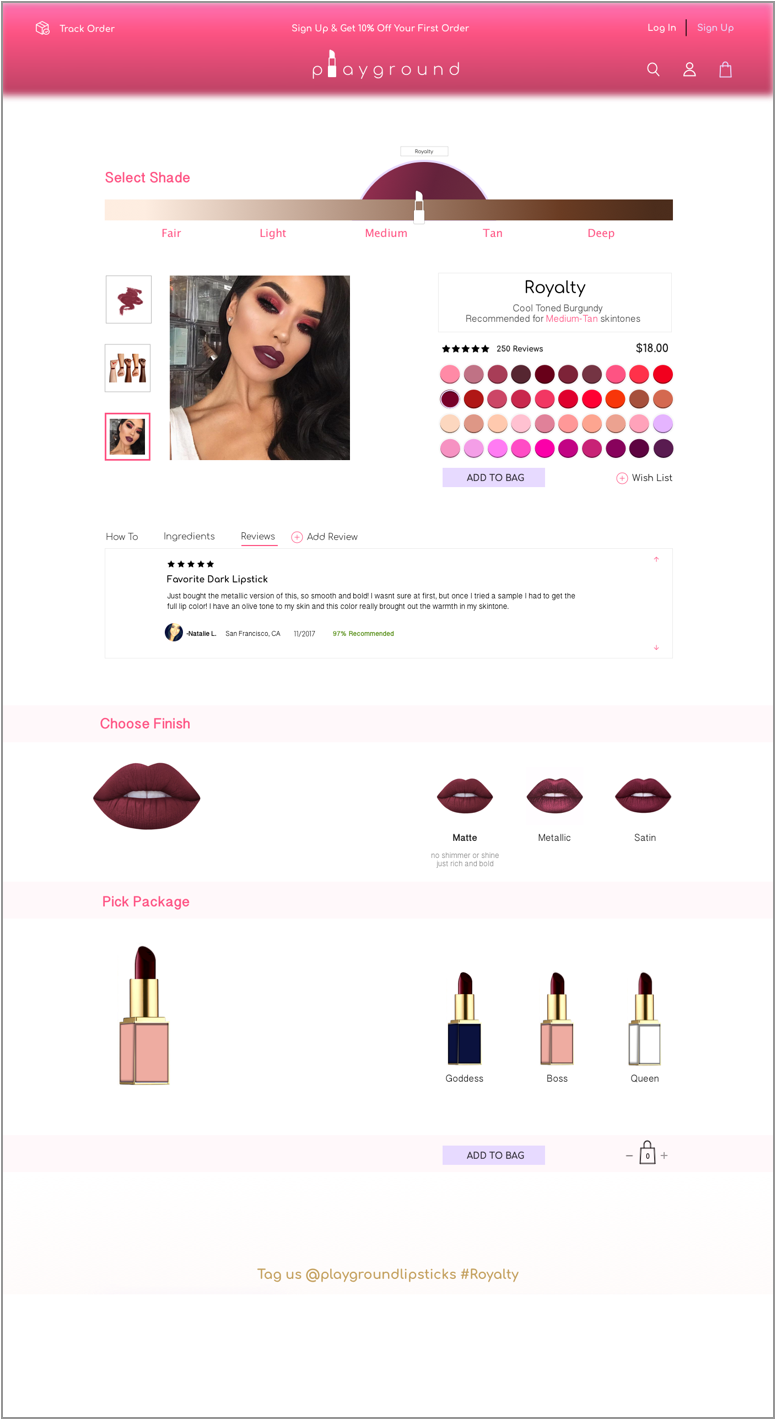 Track Order
Sign Up & Get 10% Off Your First Order
Log In
Sign Up
playground
Royalty
Select Shade
Fair
Light
Medium
Tan
Deep
Royalty
Cool Toned Burgundy
Recommended for Medium-Tan skintones
250 Reviews
$18.00
ADD TO BAG
Wish List
How To
Ingredients
Reviews
Add Review
Favorite Dark Lipstick
Just bought the metallic version of this, so smooth and bold! I wasnt sure at first, but once I tried a sample I had to get the
full lip color! I have an olive tone to my skin and this color really brought out the warmth in my skintone.
-Natalie L.
San Francisco, CA
11/2017
97% Recommended
Choose Finish
Matte
Metallic
Satin
no shimmer or shine
just rich and bold
Pick Package
Goddess
Boss
Queen
ADD TO BAG
− 0 +
Tag us @playgroundlipsticks #Royalty